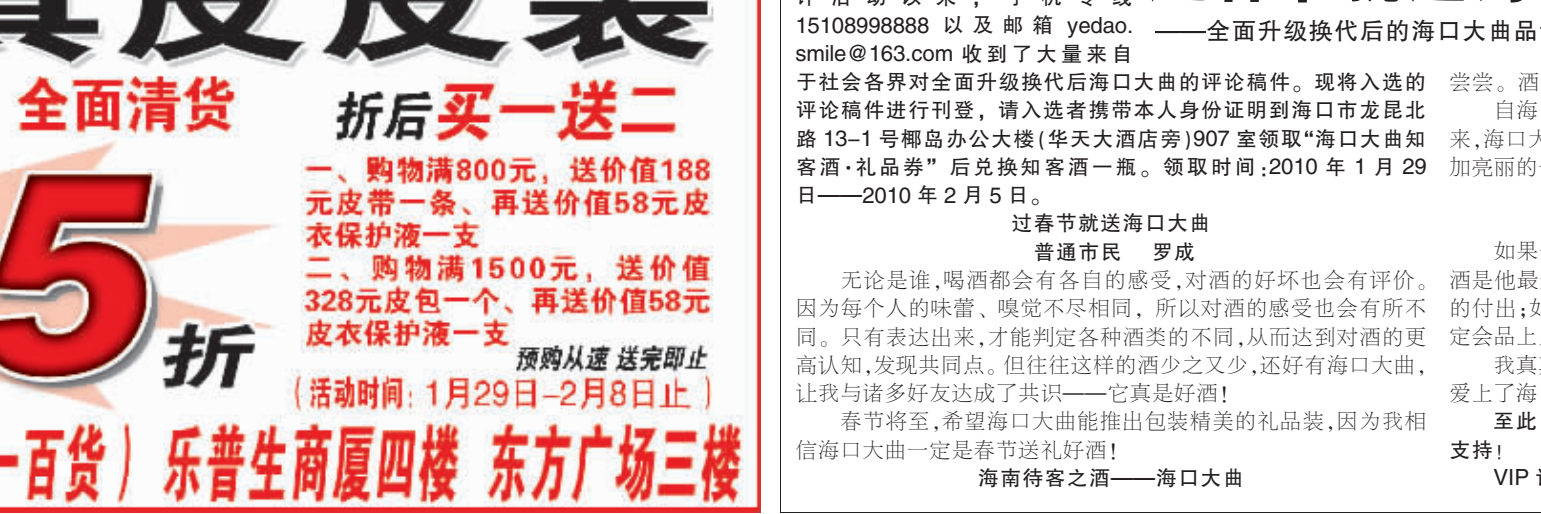 真皮皮装
全面清货
折后买一送二
5折
一、购物满800元，送价值188
元皮带一条、再送价值58元皮
衣保护液一支
二、购物满1500元，送价值
328元皮包一个、再送价值58元
皮衣保护液一支
预购从速 送完即止
（活动时间：1月29日-2月8日止）
一百货）乐普生商厦四楼 东方广场三楼
15108998888 以及邮箱 yedao.
smile@163.com 收到了大量来自
于社会各界对全面升级换代后海口大曲的评论稿件。现将入选的
评论稿件进行刊登，请入选者携带本人身份证明到海口市龙昆北
路 13-1 号椰岛办公大楼(华天大酒店旁)907 室领取“海口大曲知
客酒·礼品券”后兑换知客酒一瓶。领取时间:2010 年 1 月 29
日——2010 年 2 月 5 日。
过春节就送海口大曲
普通市民 罗成
无论是谁,喝酒都会有各自的感受,对酒的好坏也会有评价。
因为每个人的味蕾、嗅觉不尽相同，所以对酒的感受也会有所不
同。只有表达出来,才能判定各种酒类的不同,从而达到对酒的更
高认知,发现共同点。但往往这样的酒少之又少,还好有海口大曲,
让我与诸多好友达成了共识——它真是好酒!
春节将至,希望海口大曲能推出包装精美的礼品装,因为我相
信海口大曲一定是春节送礼好酒!
海南待客之酒——海口大曲
——全面升级换代后的海口大曲品
尝尝。酒
自海
来,海口大
加亮丽的
如果
酒是他最
的付出;如
定会品上
我真
爱上了海
至此
支持!
VIP